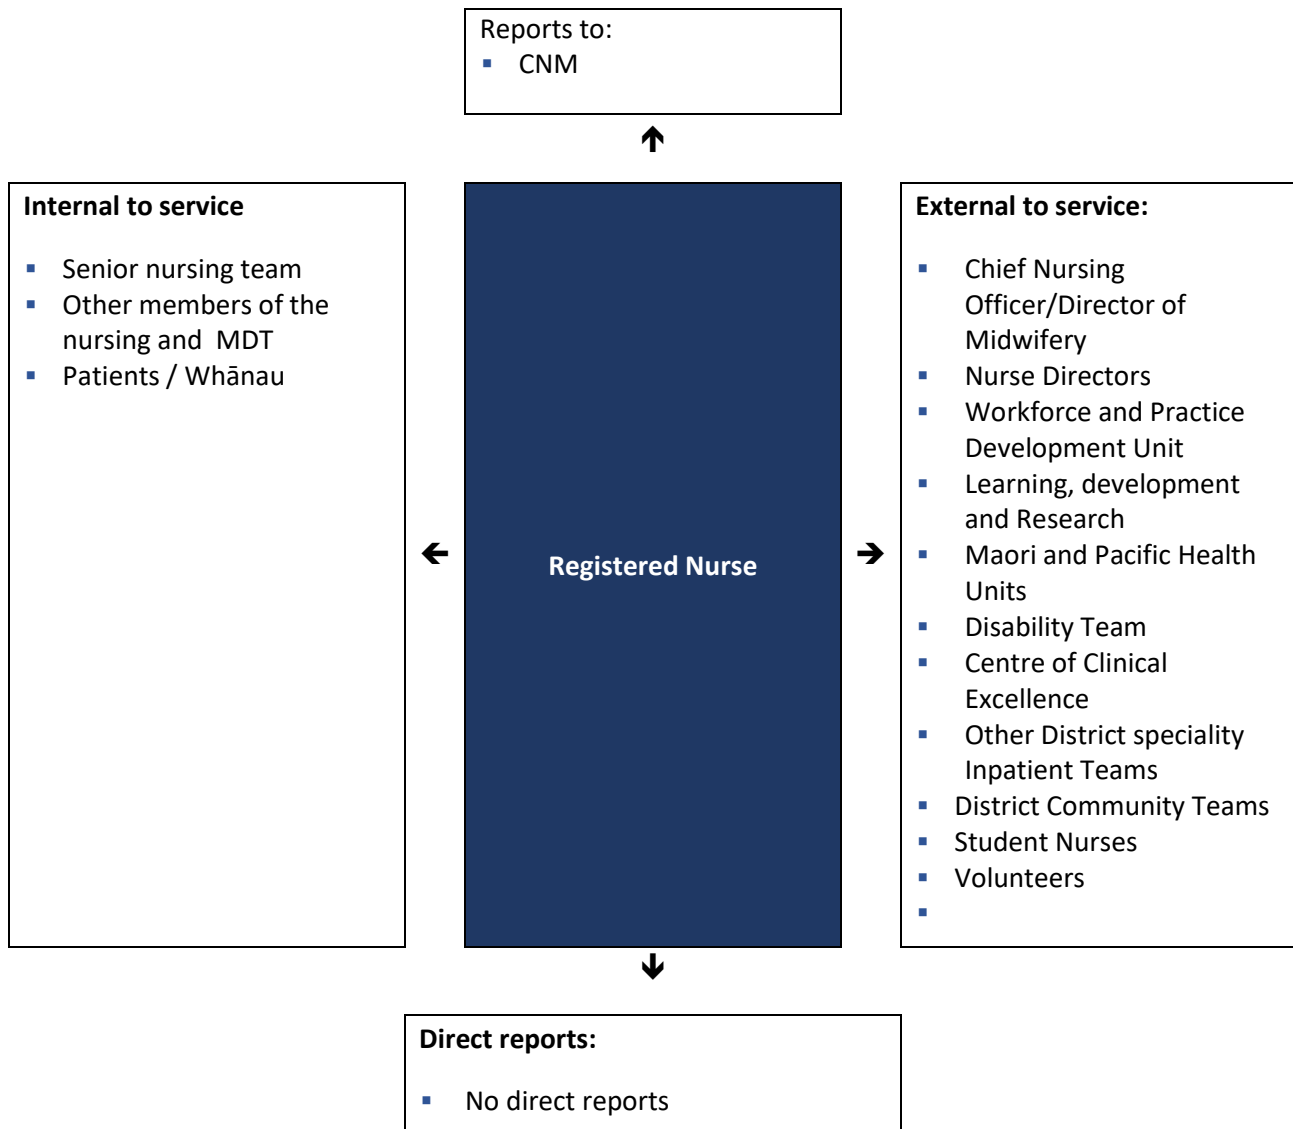 Reports to:
▪ CNM
Internal to service
▪ Senior nursing team
▪ Other members of the
nursing and  MDT
▪ Patients / Whānau
Registered Nurse
External to service:
▪ Chief Nursing
Officer/Director of
Midwifery
▪ Nurse Directors
▪ Workforce and Practice
Development Unit
▪ Learning, development
and Research
▪ Maori and Pacific Health
Units
▪ Disability Team
▪ Centre of Clinical
Excellence
▪ Other District speciality
Inpatient Teams
▪ District Community Teams
▪ Student Nurses
▪ Volunteers
▪
Direct reports:
▪ No direct reports